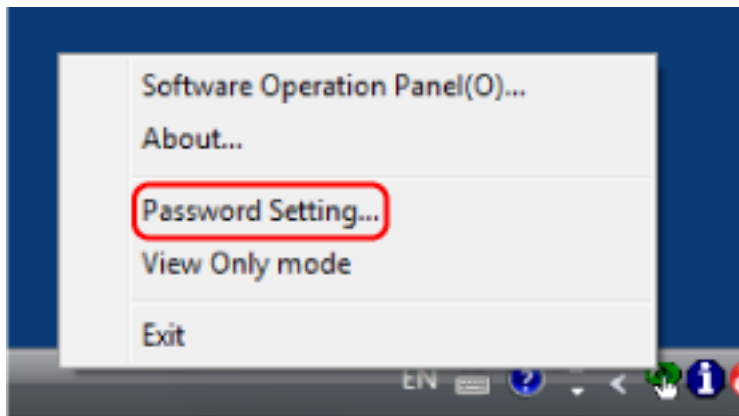 Software Operation Panel(O)...
About...
Password Setting...
View Only mode
Exit
EN